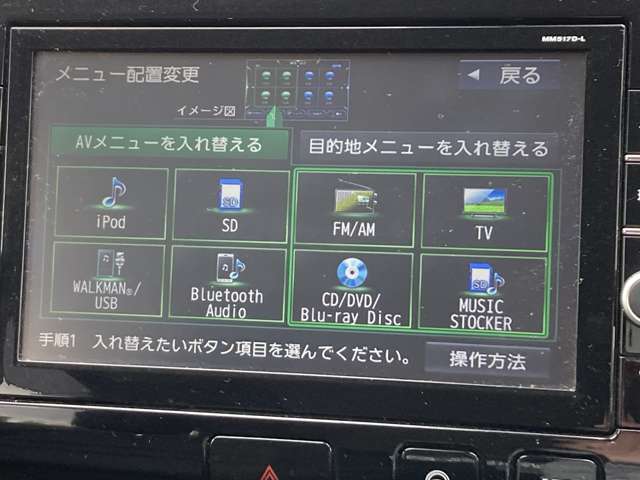 MM517D-L
メニュー配置変更
戻る
イメージ図
AVメニューを入れ替える
目的地メニューを入れ替える
iPod
SD
SD
FM/AM
TV
WALKMAN®/
USB
Bluetooth
Audio
CD/DVD/
Blu-ray Disc
SD
MUSIC
STOCKER
手順1 入れ替えたいボタン項目を選んでください。
操作方法